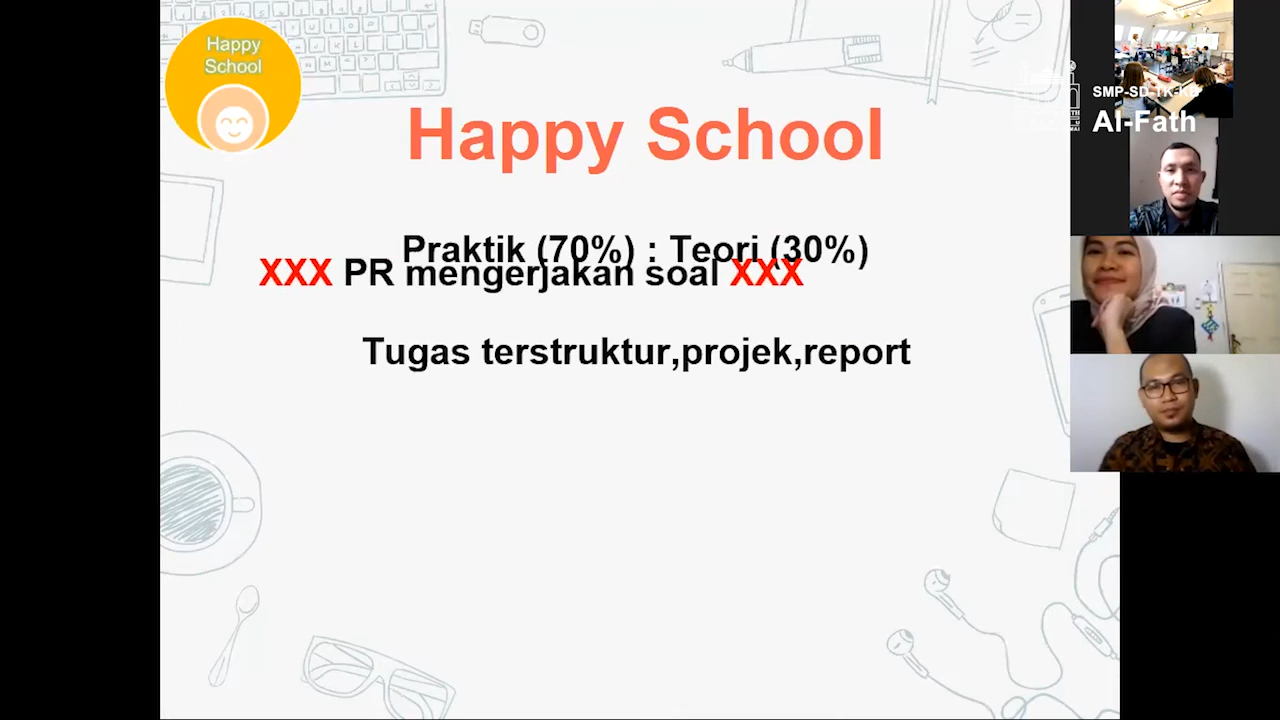 Happy
School
Happy School
Praktik (70%) : Teori (30%)
XXX PR mengerjakan soal XXX
Tugas terstruktur,projek,report
SMP-SD-TK-KB
Al-Fath